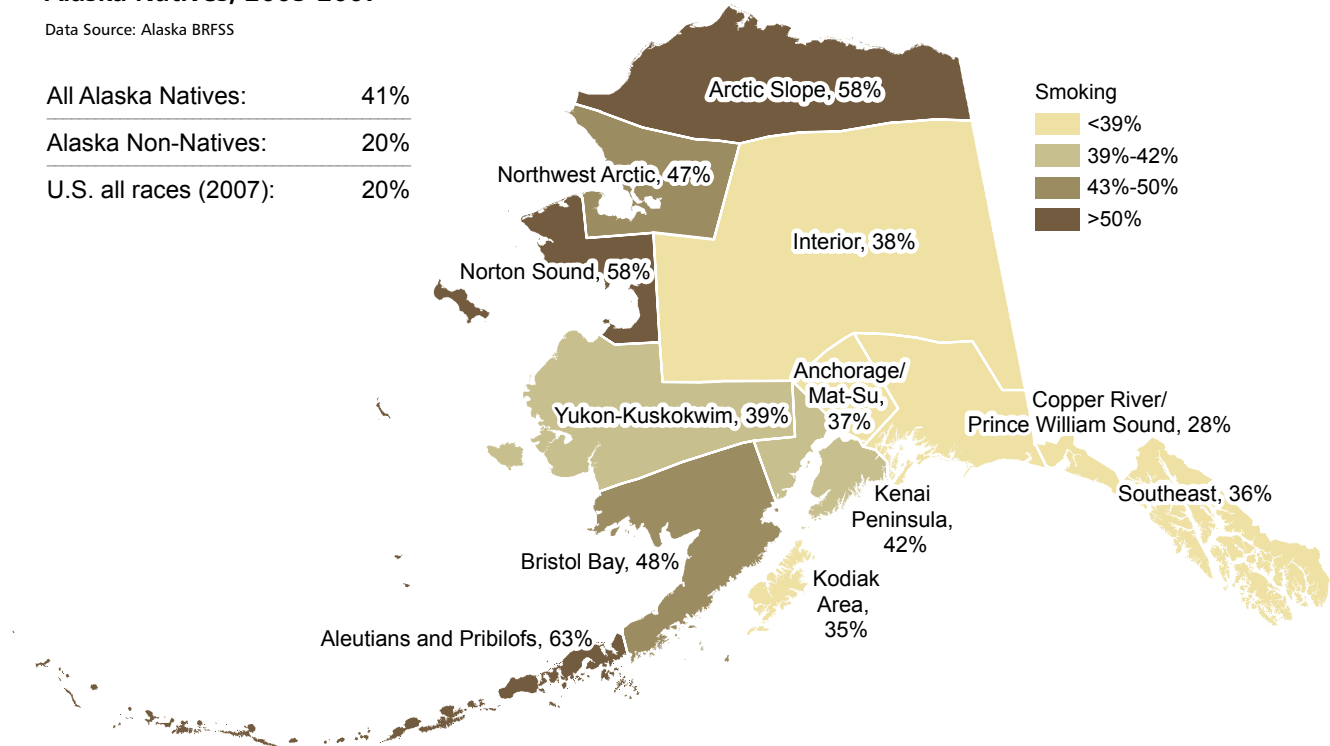 Data Source: Alaska BRFSS
All Alaska Natives: 41%
Alaska Non-Natives: 20%
U.S. all races (2007): 20%
Smoking
<39%
39%-42%
43%-50%
>50%
Arctic Slope, 58%
Northwest Arctic, 47%
Interior, 38%
Norton Sound, 58%
Anchorage/
Mat-Su,
37%
Yukon-Kuskokwim, 39%
Copper River/
Prince William Sound, 28%
Southeast, 36%
Kenai
Peninsula,
42%
Bristol Bay, 48%
Kodiak
Area,
35%
Aleutians and Pribilofs, 63%